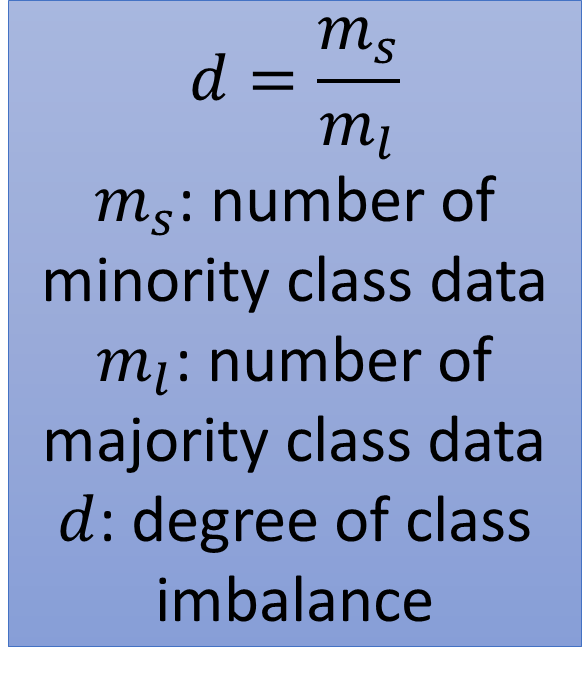 d = m_s / m_l
m_s: number of
minority class data
m_l: number of
majority class data
d: degree of class
imbalance